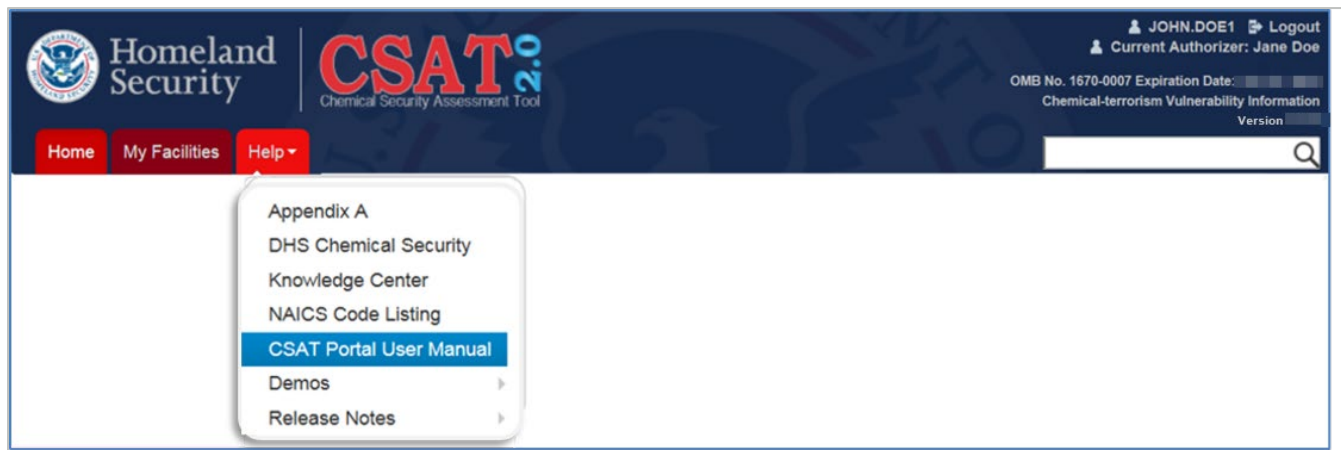 Homeland
Security
CSAT 2.0
Chemical Security Assessment Tool
JOHN.DOE1 Logout
Current Authorizer: Jane Doe
OMB No. 1670-0007 Expiration Date:
Chemical-terrorism Vulnerability Information
Version
Home My Facilities Help
Appendix A
DHS Chemical Security
Knowledge Center
NAICS Code Listing
CSAT Portal User Manual
Demos
Release Notes